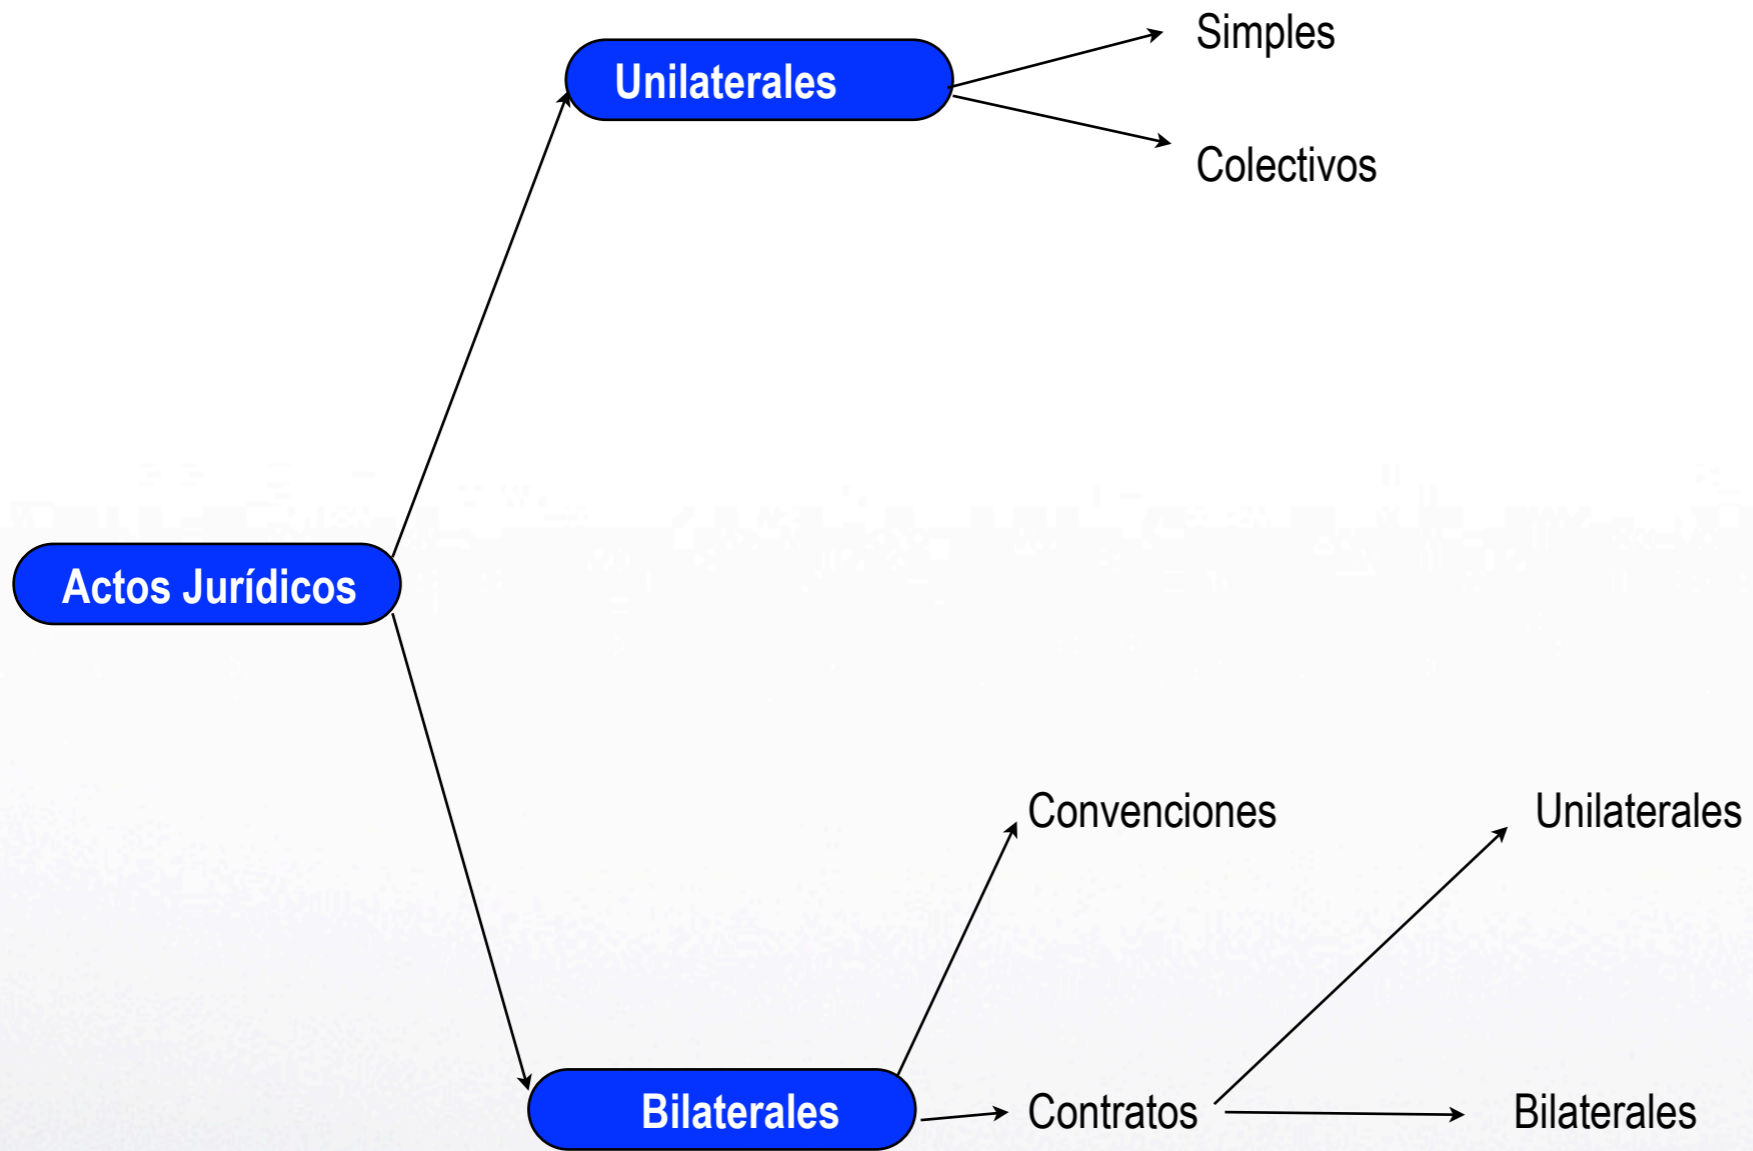 Simples
Unilaterales
Colectivos
Actos Jurídicos
Convenciones
Unilaterales
Bilaterales
Contratos
Bilaterales